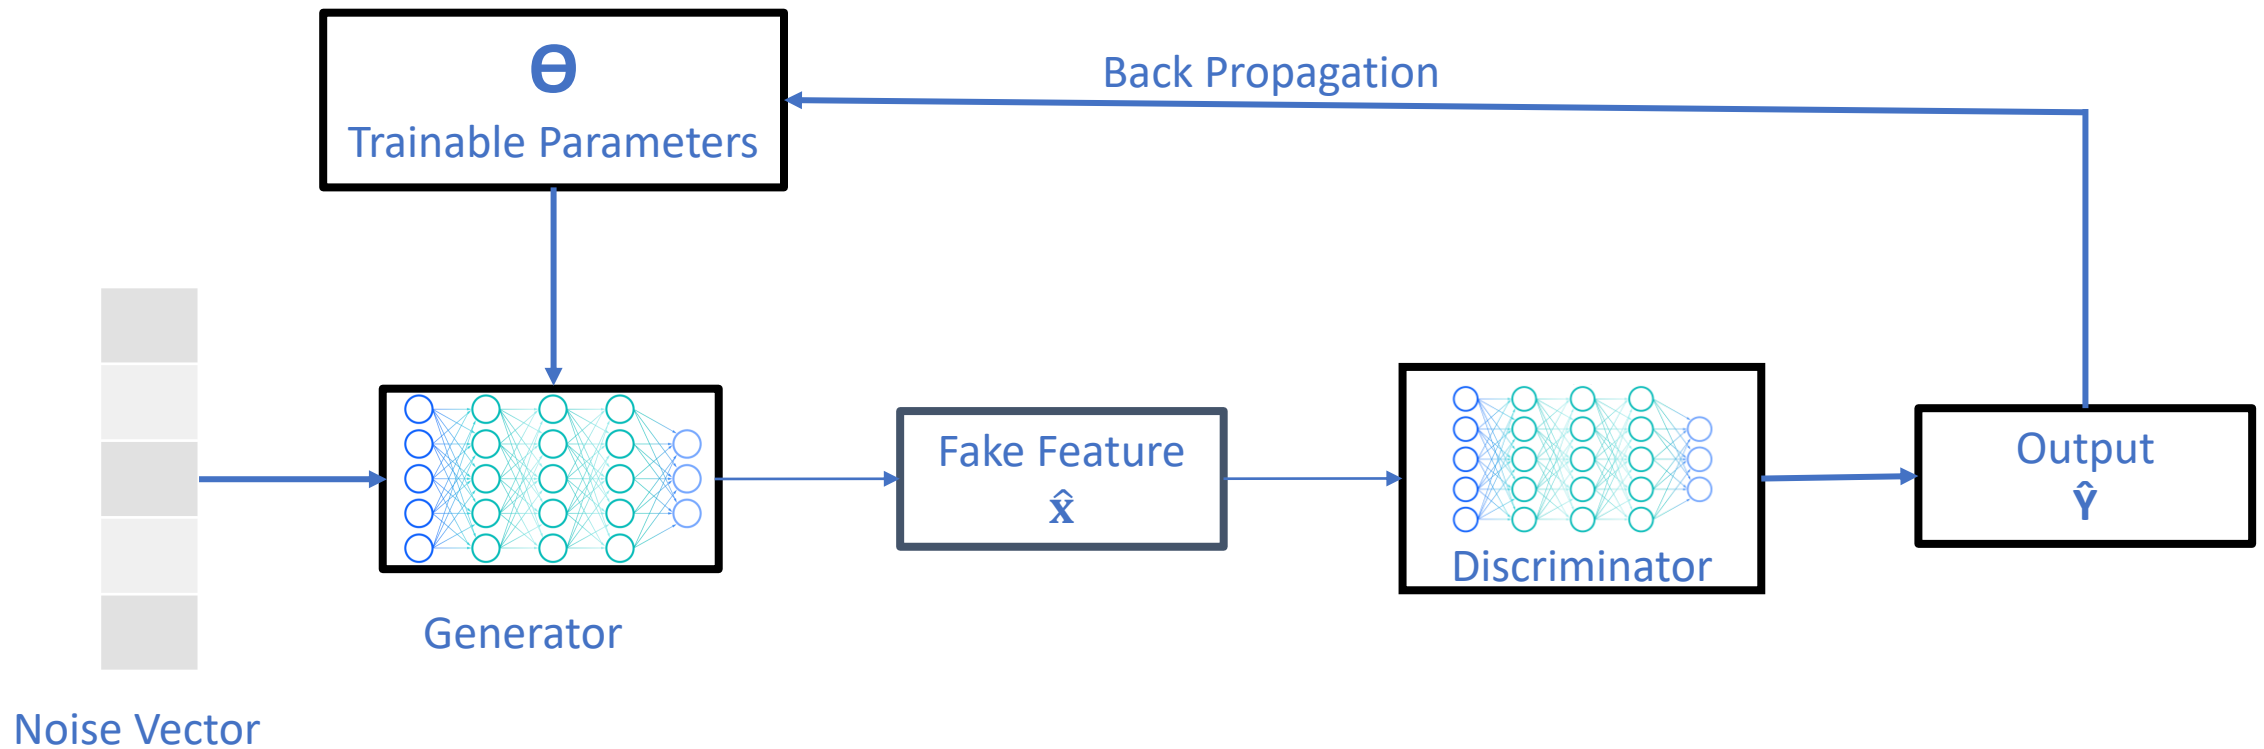 Ө
Trainable Parameters
Back Propagation
Fake Feature
x̂
Output
Ŷ
Discriminator
Generator
Noise Vector